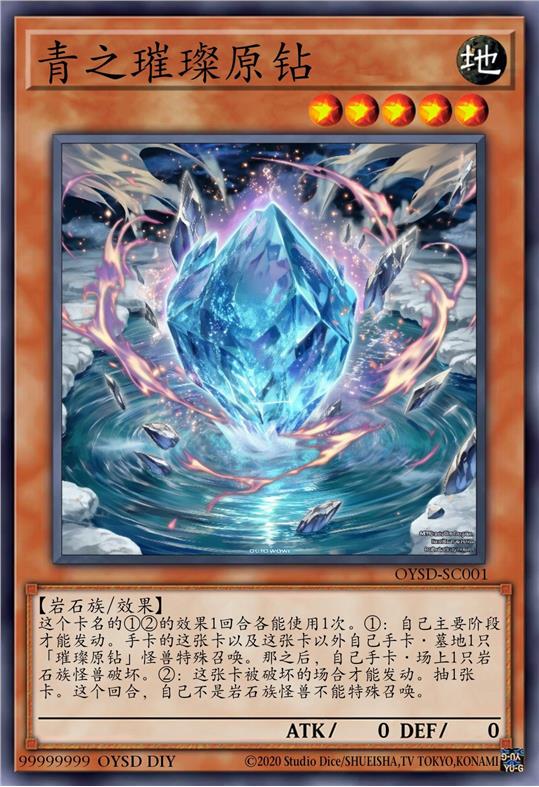 青之璀璨原钻
地
OYSD-SC001
【岩石族/效果】
这个卡名的①②的效果1回合各能使用1次。①：自己主要阶段
才能发动。手卡的这张卡以及这张卡以外自己手卡·墓地1只
「璀璨原钻」怪兽特殊召唤。那之后，自己手卡·场上1只岩
石族怪兽破坏。②：这张卡被破坏的场合才能发动。抽1张
卡。这个回合，自己不是岩石族怪兽不能特殊召唤。
ATK/ 0 DEF/ 0
99999999 OYSD DIY ©2020 Studio Dice/SHUEISHA,TV TOKYO,KONAMI